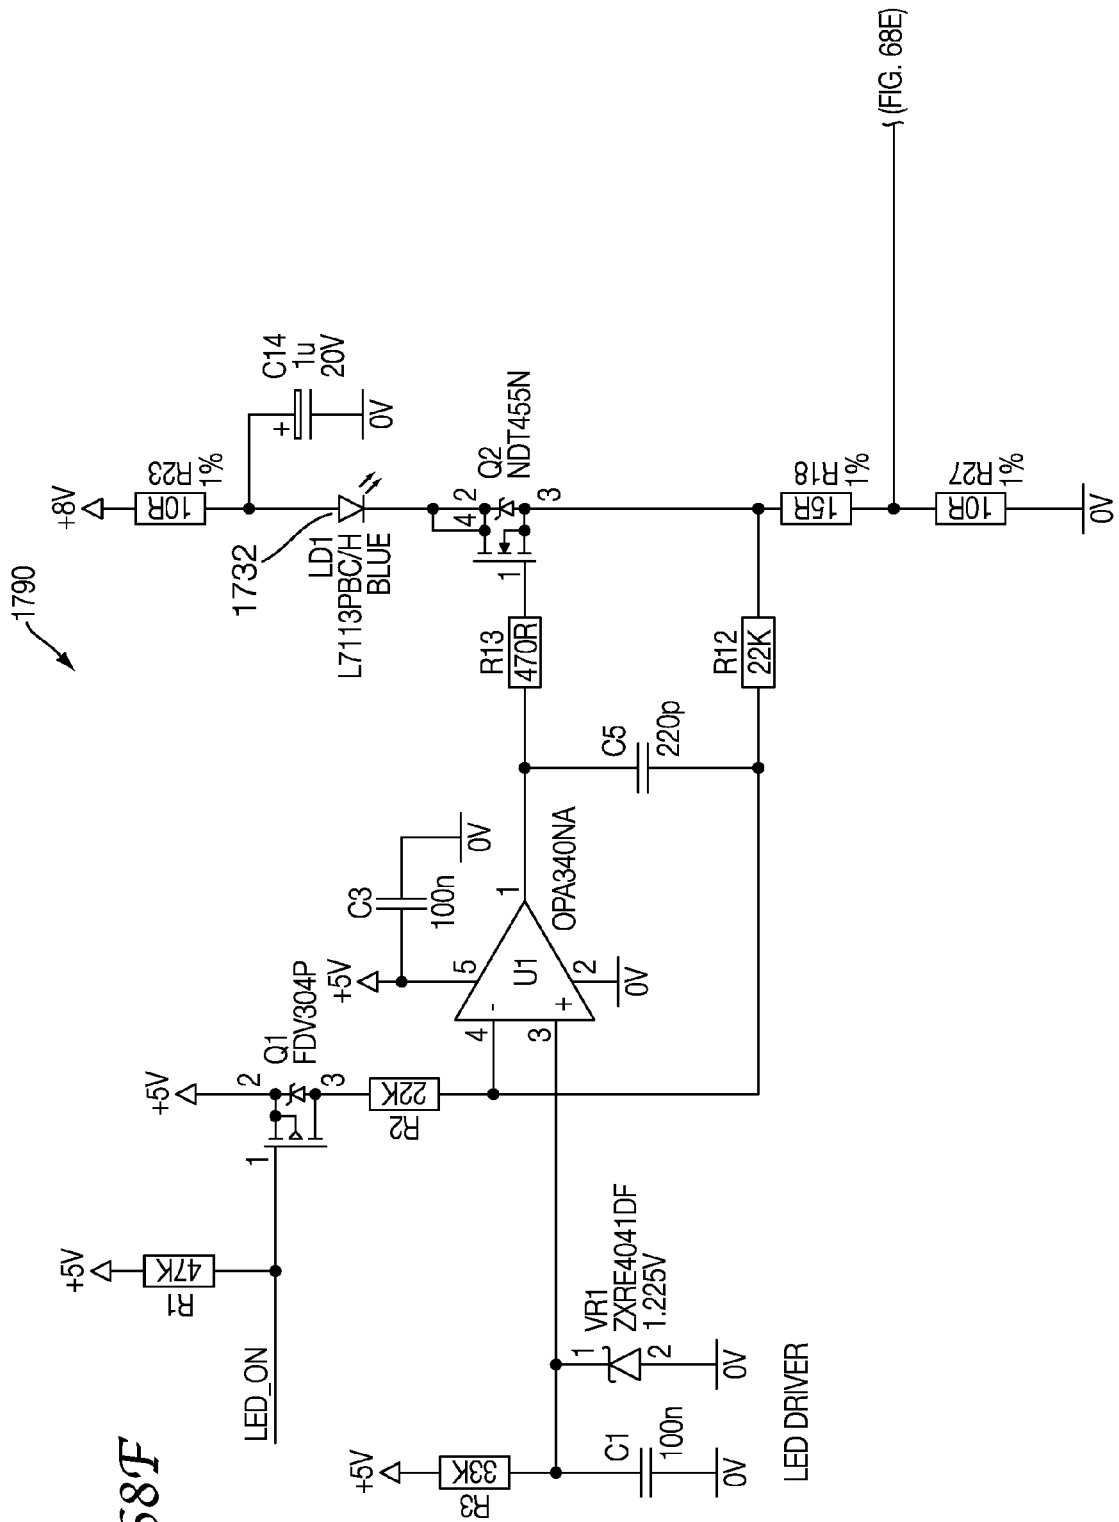 1790
+8V
10R
R23
1%
C14
1u
20V
+
0V
1732
LD1
L7113PBC/H
BLUE
Q2
NDT455N
2
4
3
1
R13
470R
R12
22K
15R
R18
1%
10R
R27
1%
0V
(FIG. 68E)
C5
220p
C3
100n
0V
+5V
5
U1
OPA340NA
1
4
-
3
+
2
0V
+5V
2
Q1
FDV304P
3
1
22K
R2
+5V
47K
R1
LED_ON
+5V
33K
R3
C1
100n
0V
VR1
ZXRE4041DF
1.225V
1
2
0V
LED DRIVER
68F